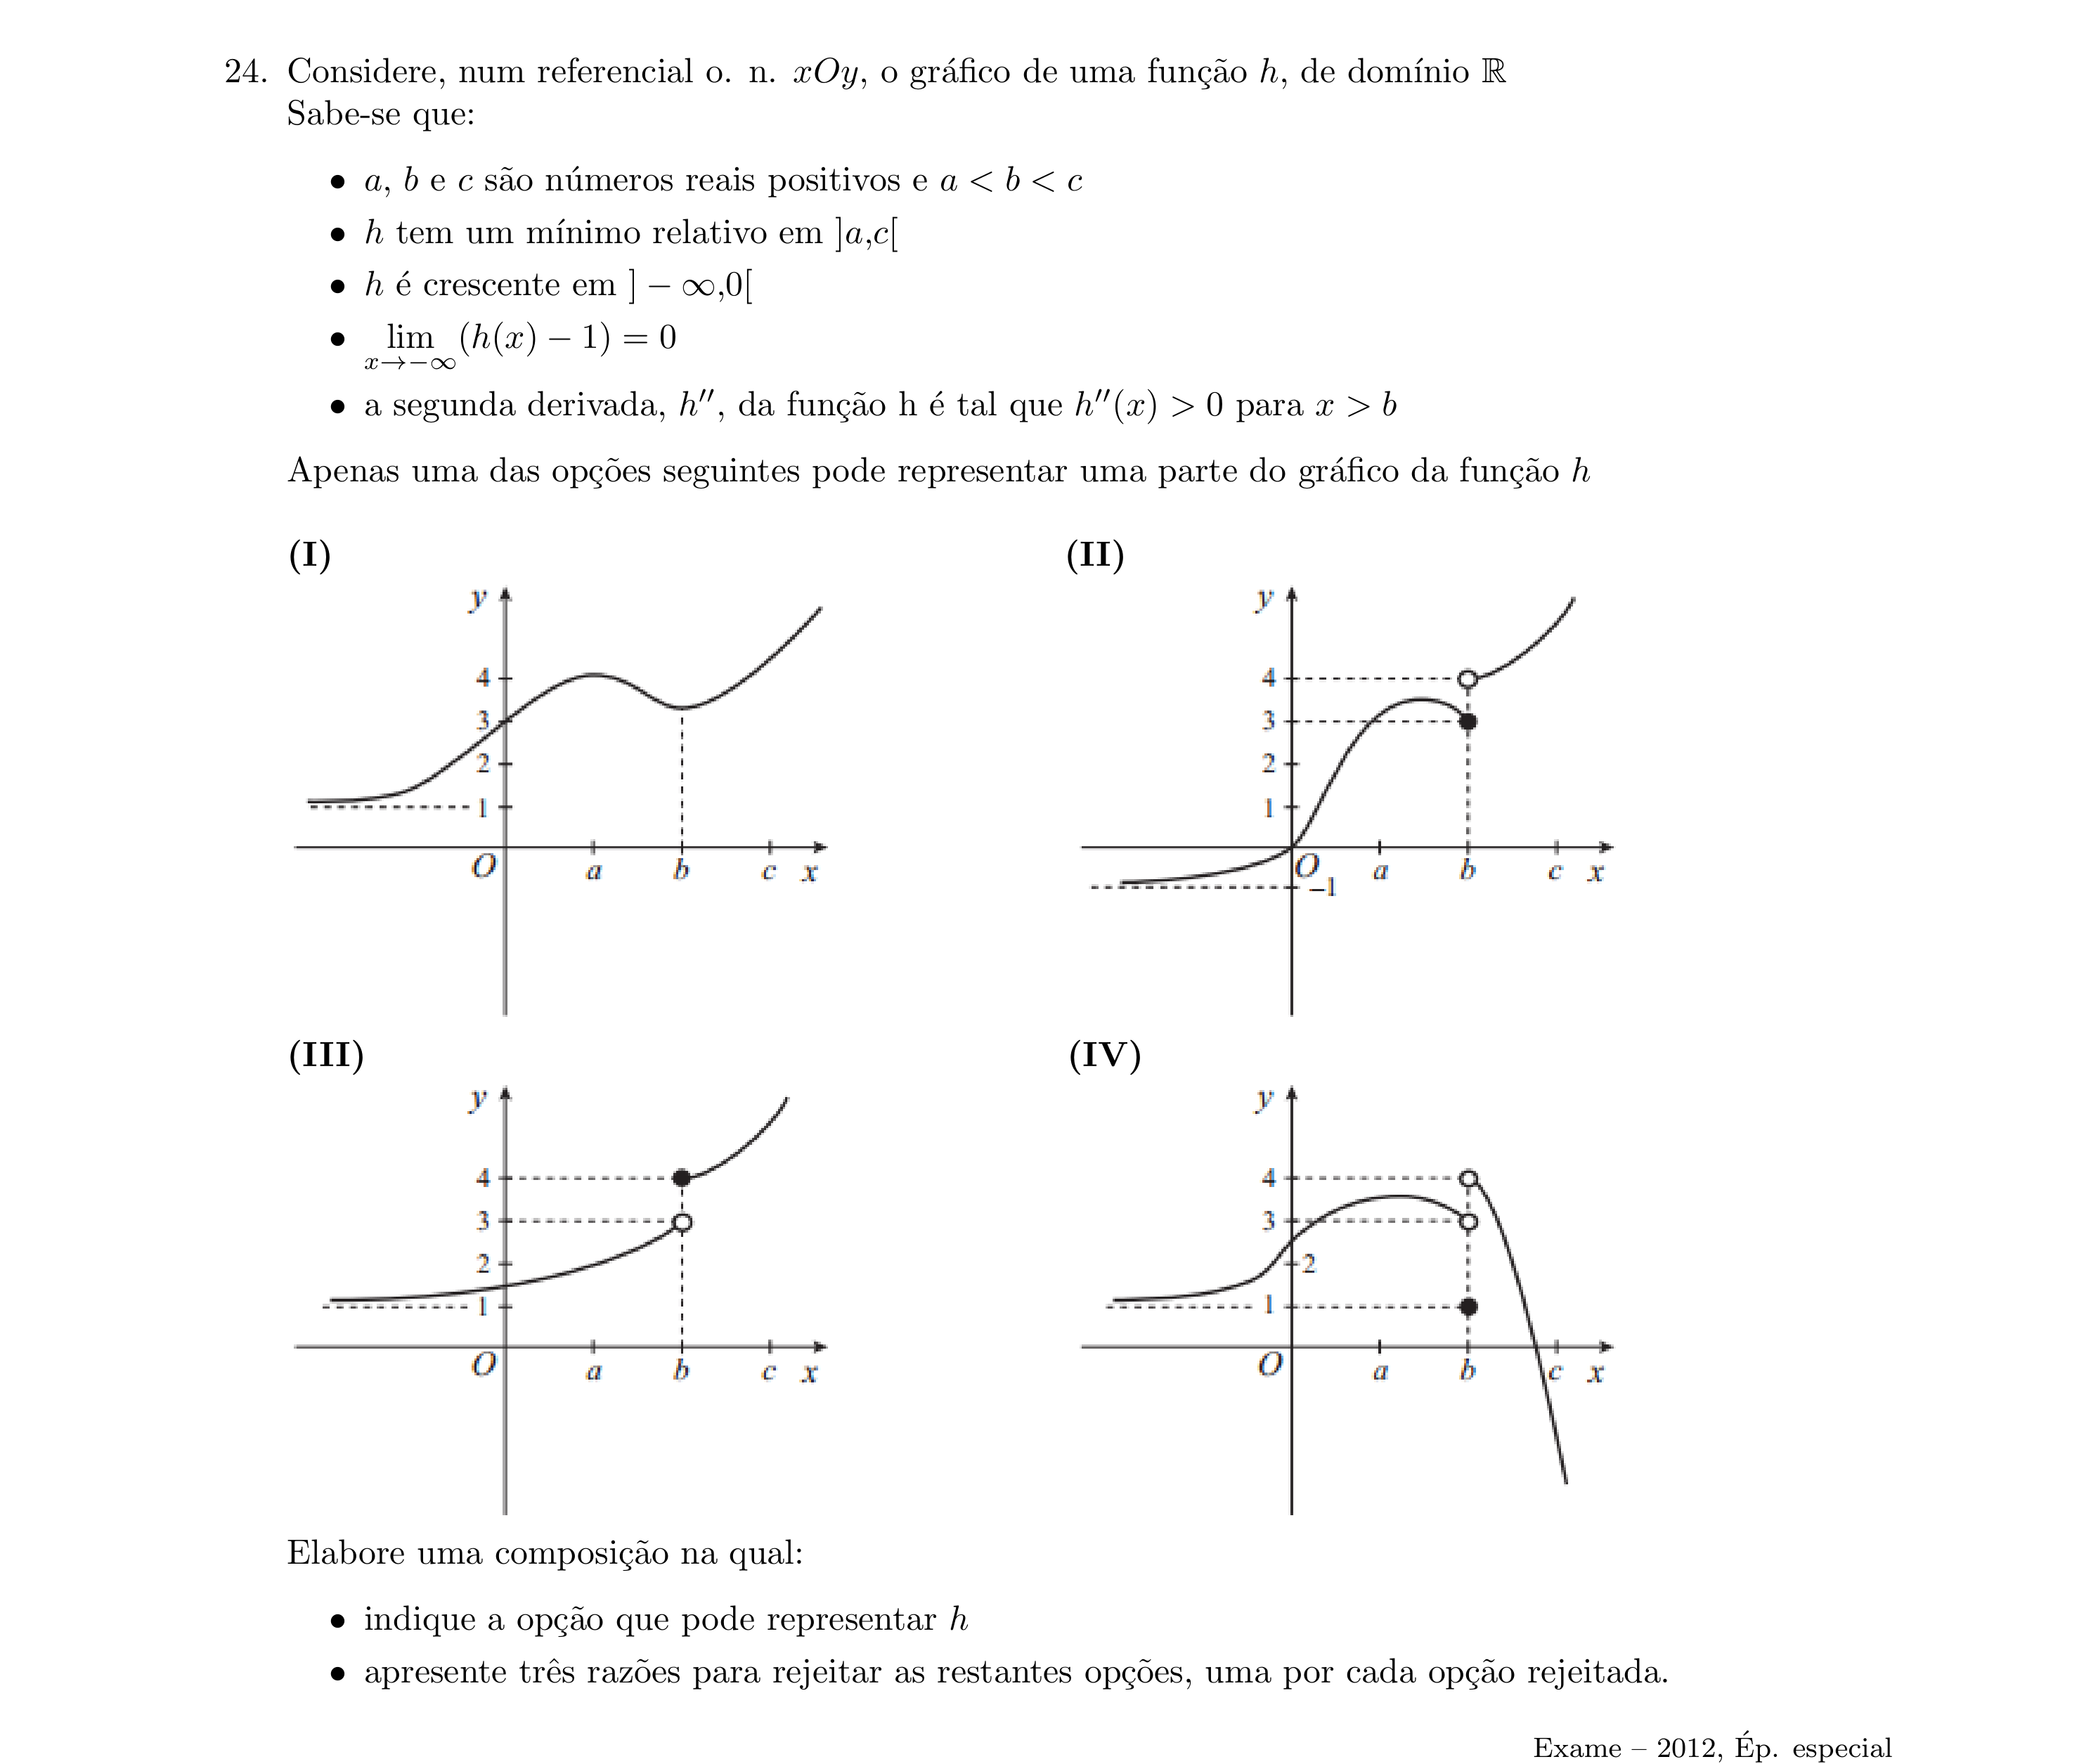 24. Considere, num referencial o. n. xOy, o gráfico de uma função h, de domínio ℝ
Sabe-se que:
• a, b e c são números reais positivos e a < b < c
• h tem um mínimo relativo em ]a,c[
• h é crescente em ] − ∞,0[
• lim x→−∞ (h(x) − 1) = 0
• a segunda derivada, h′′, da função h é tal que h′′(x) > 0 para x > b
Apenas uma das opções seguintes pode representar uma parte do gráfico da função h
(I)
y
4
3
2
1
O a b c x
(II)
y
4
3
2
1
O a b c x
−1
(III)
y
4
3
2
1
O a b c x
(IV)
y
4
3
2
1
O a b c x
Elabore uma composição na qual:
• indique a opção que pode representar h
• apresente três razões para rejeitar as restantes opções, uma por cada opção rejeitada.
Exame – 2012, Ép. especial